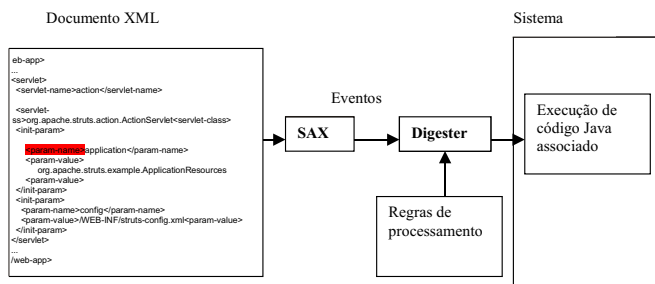 Documento XML
Sistema
eb-app>
...
<servlet>
<servlet-name>action</servlet-name>
<servlet-
ss>org.apache.struts.action.ActionServlet<servlet-class>
<init-param>
<param-name>application</param-name>
<param-value>
org.apache.struts.example.ApplicationResources
<param-value>
</init-param>
<init-param>
<param-name>config</param-name>
<param-value>/WEB-INF/struts-config.xml<param-value>
</init-param>
</servlet>
...
/web-app>
SAX
Eventos
Digester
Regras de
processamento
Execução de
código Java
associado